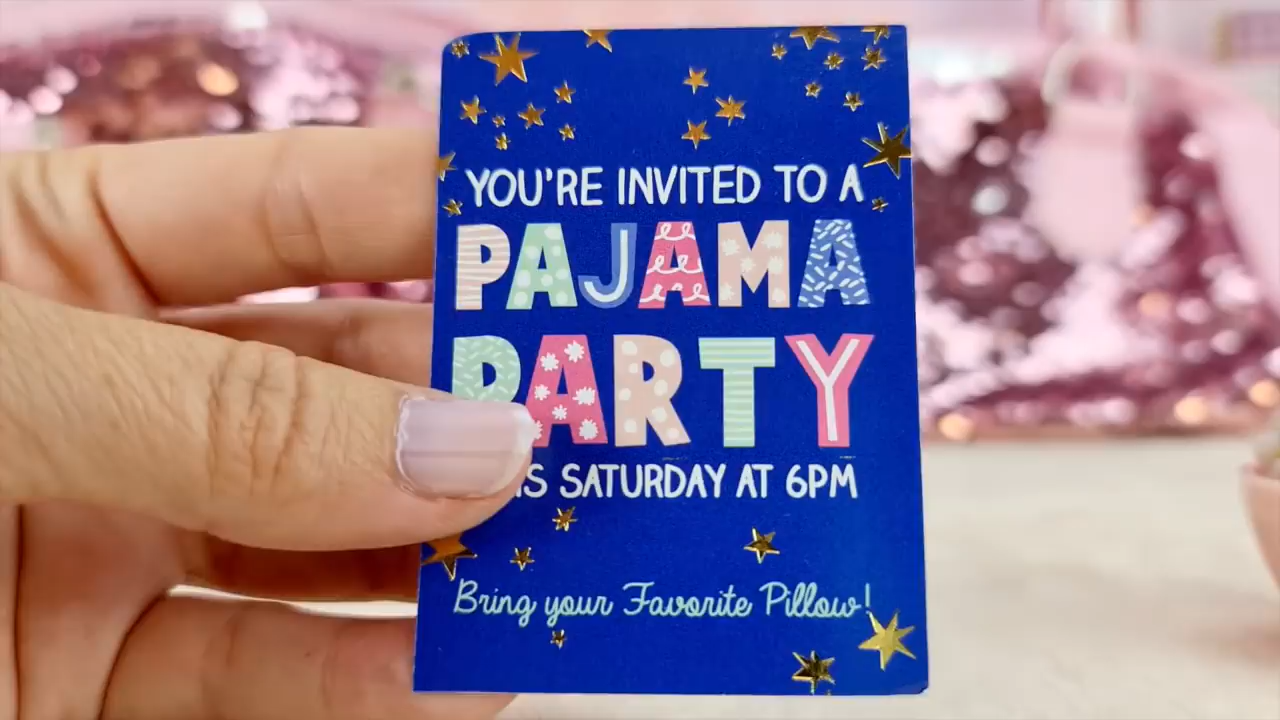 YOU'RE INVITED TO A
PAJAMA
PARTY
SATURDAY AT 6PM
Bring your Favorite Pillow!